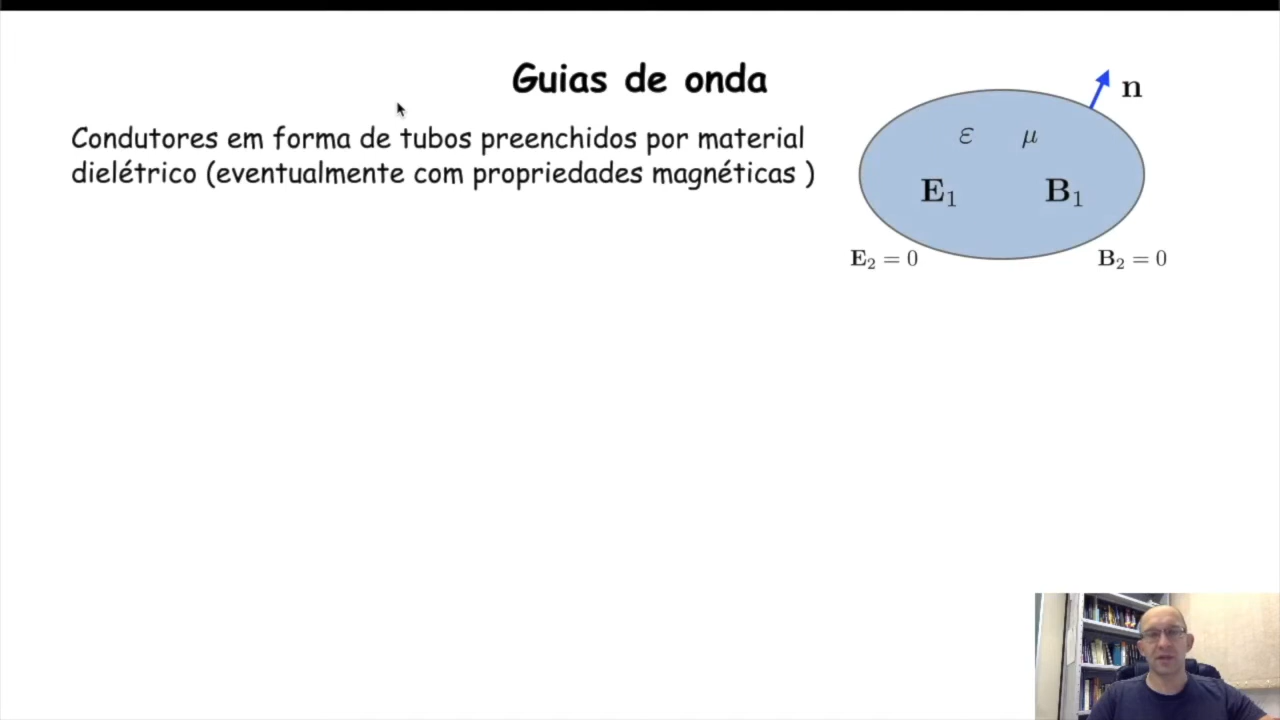 Guias de onda
Condutores em forma de tubos preenchidos por material
dielétrico (eventualmente com propriedades magnéticas )
n
ε μ
E₁ B₁
E₂ = 0 B₂ = 0